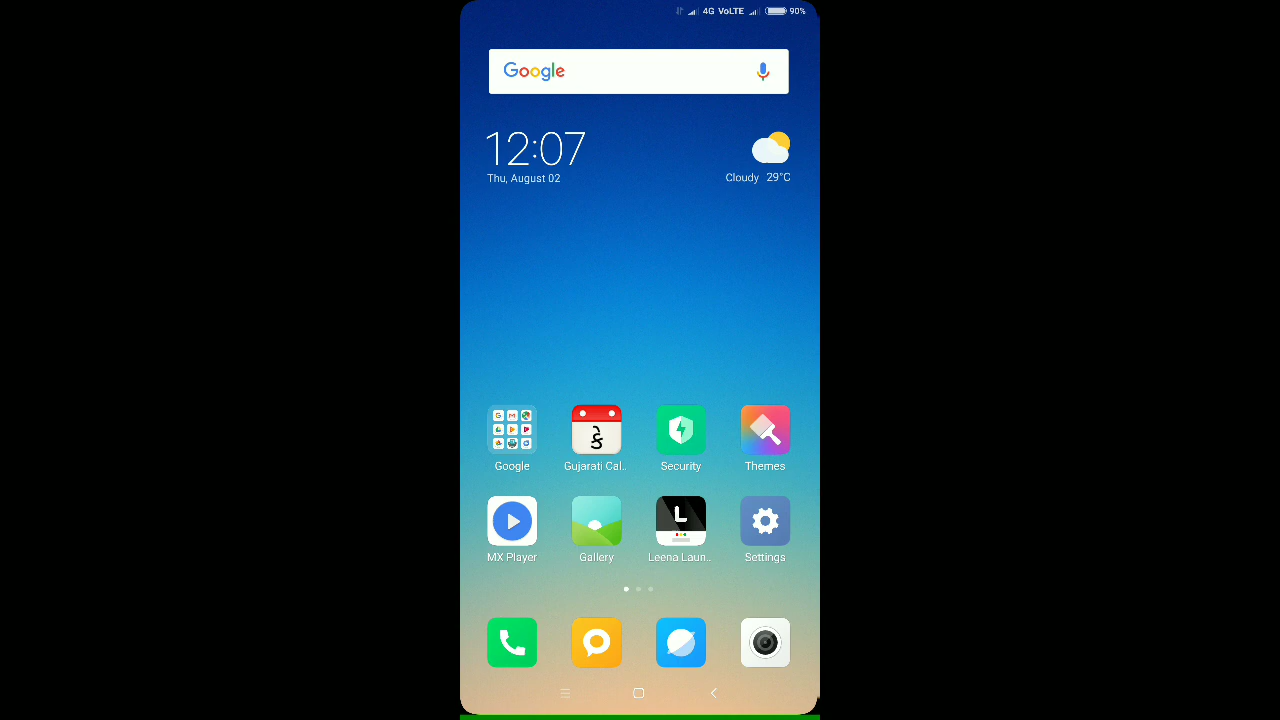 4G VoLTE 90%
Google
12:07
Thu, August 02
Cloudy 29°C
કે
Google Gujarati Cal.. Security Themes
L
MX Player Gallery Leena Laun.. Settings